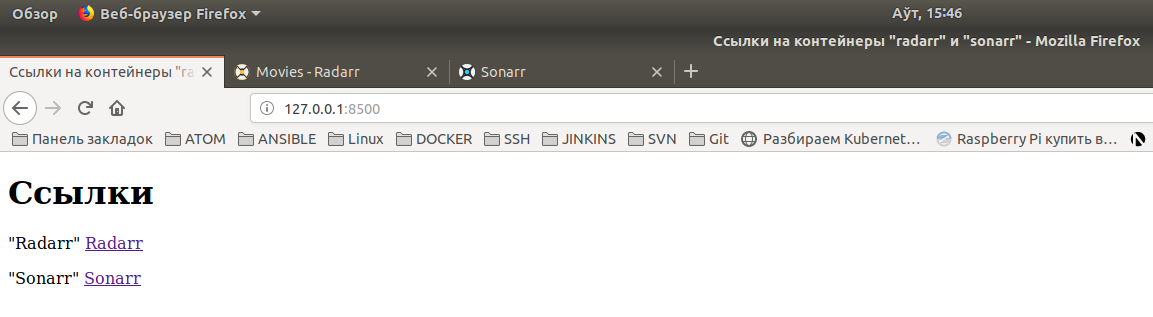 Обзор Веб-браузер Firefox Аўт, 15:46
Ссылки на контейнеры "radarr" и "sonarr" - Mozilla Firefox
Ссылки на контейнеры "ra Movies - Radarr Sonarr
127.0.0.1:8500
Панель закладок ATOM ANSIBLE Linux DOCKER SSH JINKINS SVN Git Разбираем Kubernet… Raspberry Pi купить в…
Ссылки
"Radarr" Radarr
"Sonarr" Sonarr